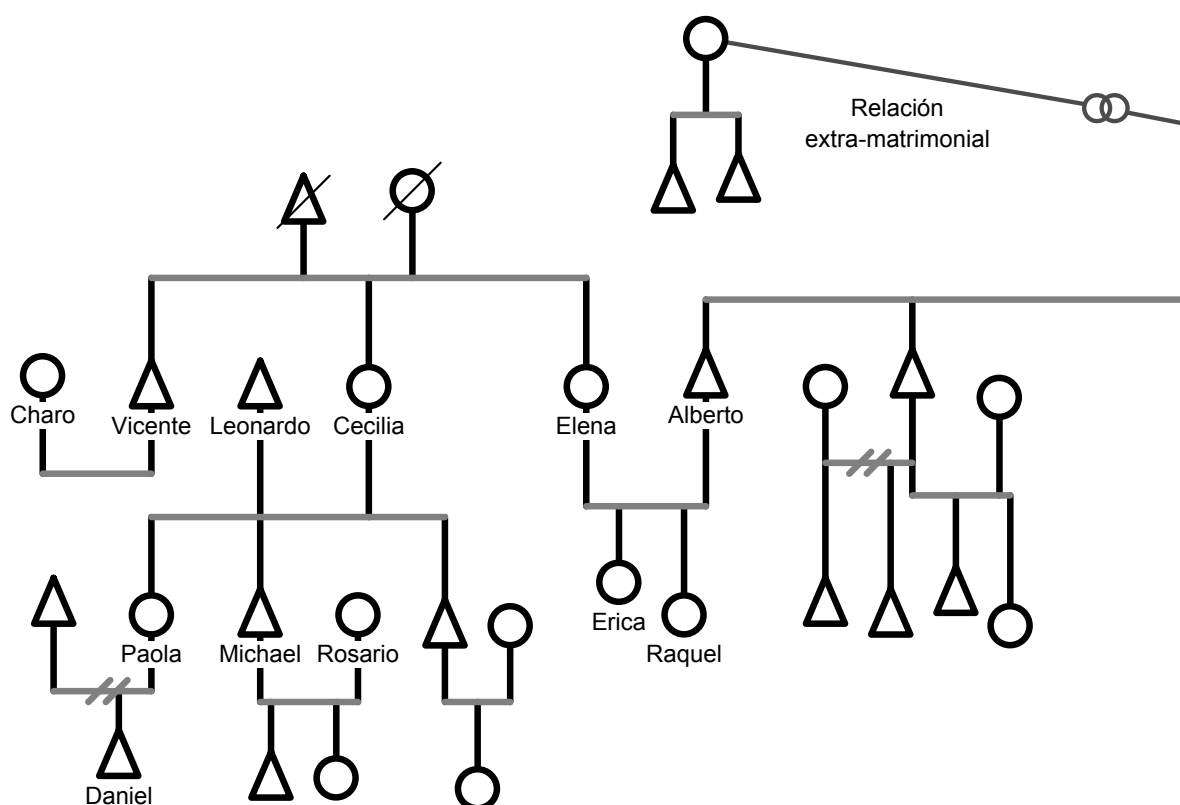 Relación
extra-matrimonial
Charo
Vicente
Leonardo
Cecilia
Elena
Alberto
Paola
Michael
Rosario
Erica
Raquel
Daniel